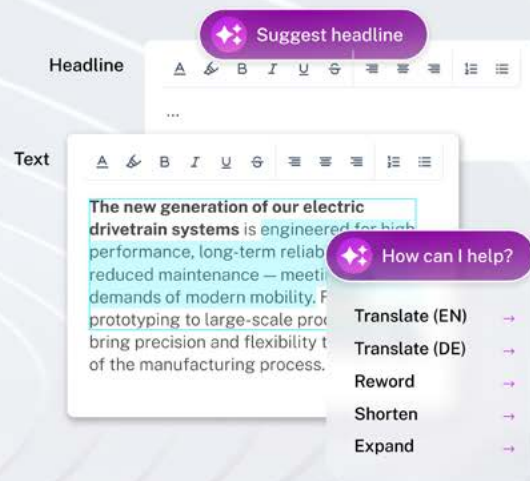 Suggest headline
Headline
A B I U S
...
Text
A B I U S
The new generation of our electric
drivetrain systems is engineered for high
performance, long-term reliab
reduced maintenance — meeti
demands of modern mobility. F
prototyping to large-scale pro
bring precision and flexibility t
of the manufacturing process.
How can I help?
Translate (EN) →
Translate (DE) →
Reword →
Shorten →
Expand →